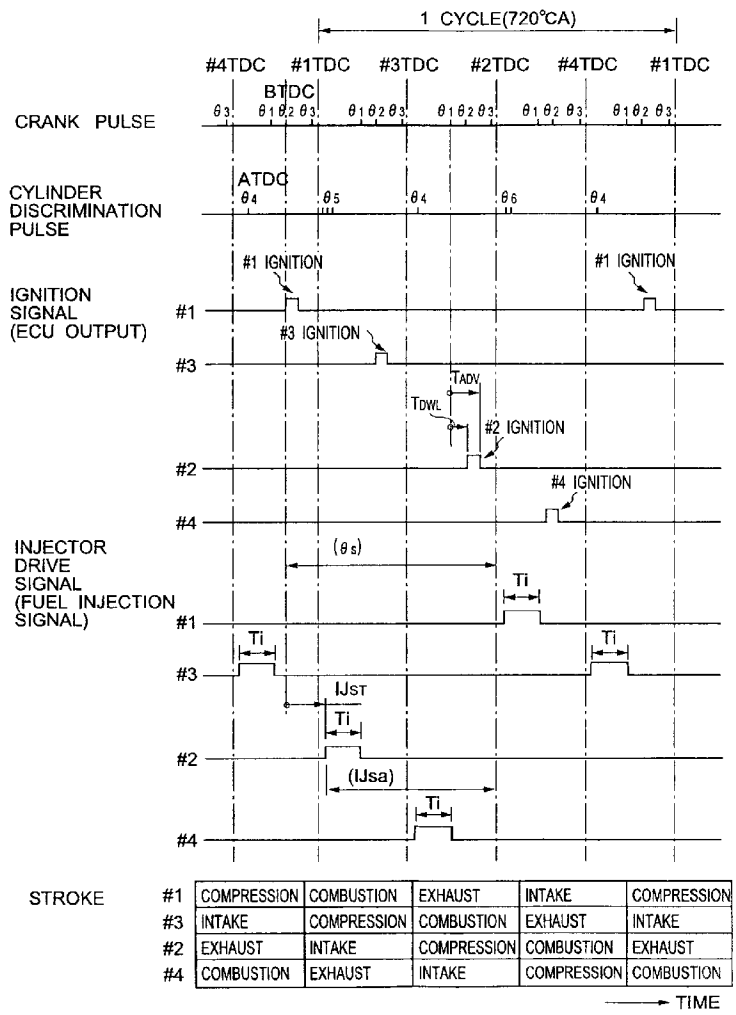 1 CYCLE(720°CA)
#4TDC #1TDC #3TDC #2TDC #4TDC #1TDC
BTDC
CRANK PULSE
θ3 θ1 θ2 θ3 θ1 θ2 θ3 θ1 θ2 θ3 θ1 θ2 θ3 θ1 θ2 θ3
ATDC
CYLINDER
DISCRIMINATION
PULSE
θ4 θ5 θ4 θ6 θ4
#1 IGNITION #1 IGNITION
IGNITION
SIGNAL
(ECU OUTPUT)
#1
#3 IGNITION
#3
TADV
TDWL
#2 IGNITION
#2
#4 IGNITION
#4
INJECTOR
DRIVE
SIGNAL
(FUEL INJECTION
SIGNAL)
(θs)
Ti
#1
Ti Ti
#3
IJST
Ti
#2
(IJsa)
Ti
#4
STROKE
#1 COMPRESSION COMBUSTION EXHAUST INTAKE COMPRESSION
#3 INTAKE COMPRESSION COMBUSTION EXHAUST INTAKE
#2 EXHAUST INTAKE COMPRESSION COMBUSTION EXHAUST
#4 COMBUSTION EXHAUST INTAKE COMPRESSION COMBUSTION
TIME